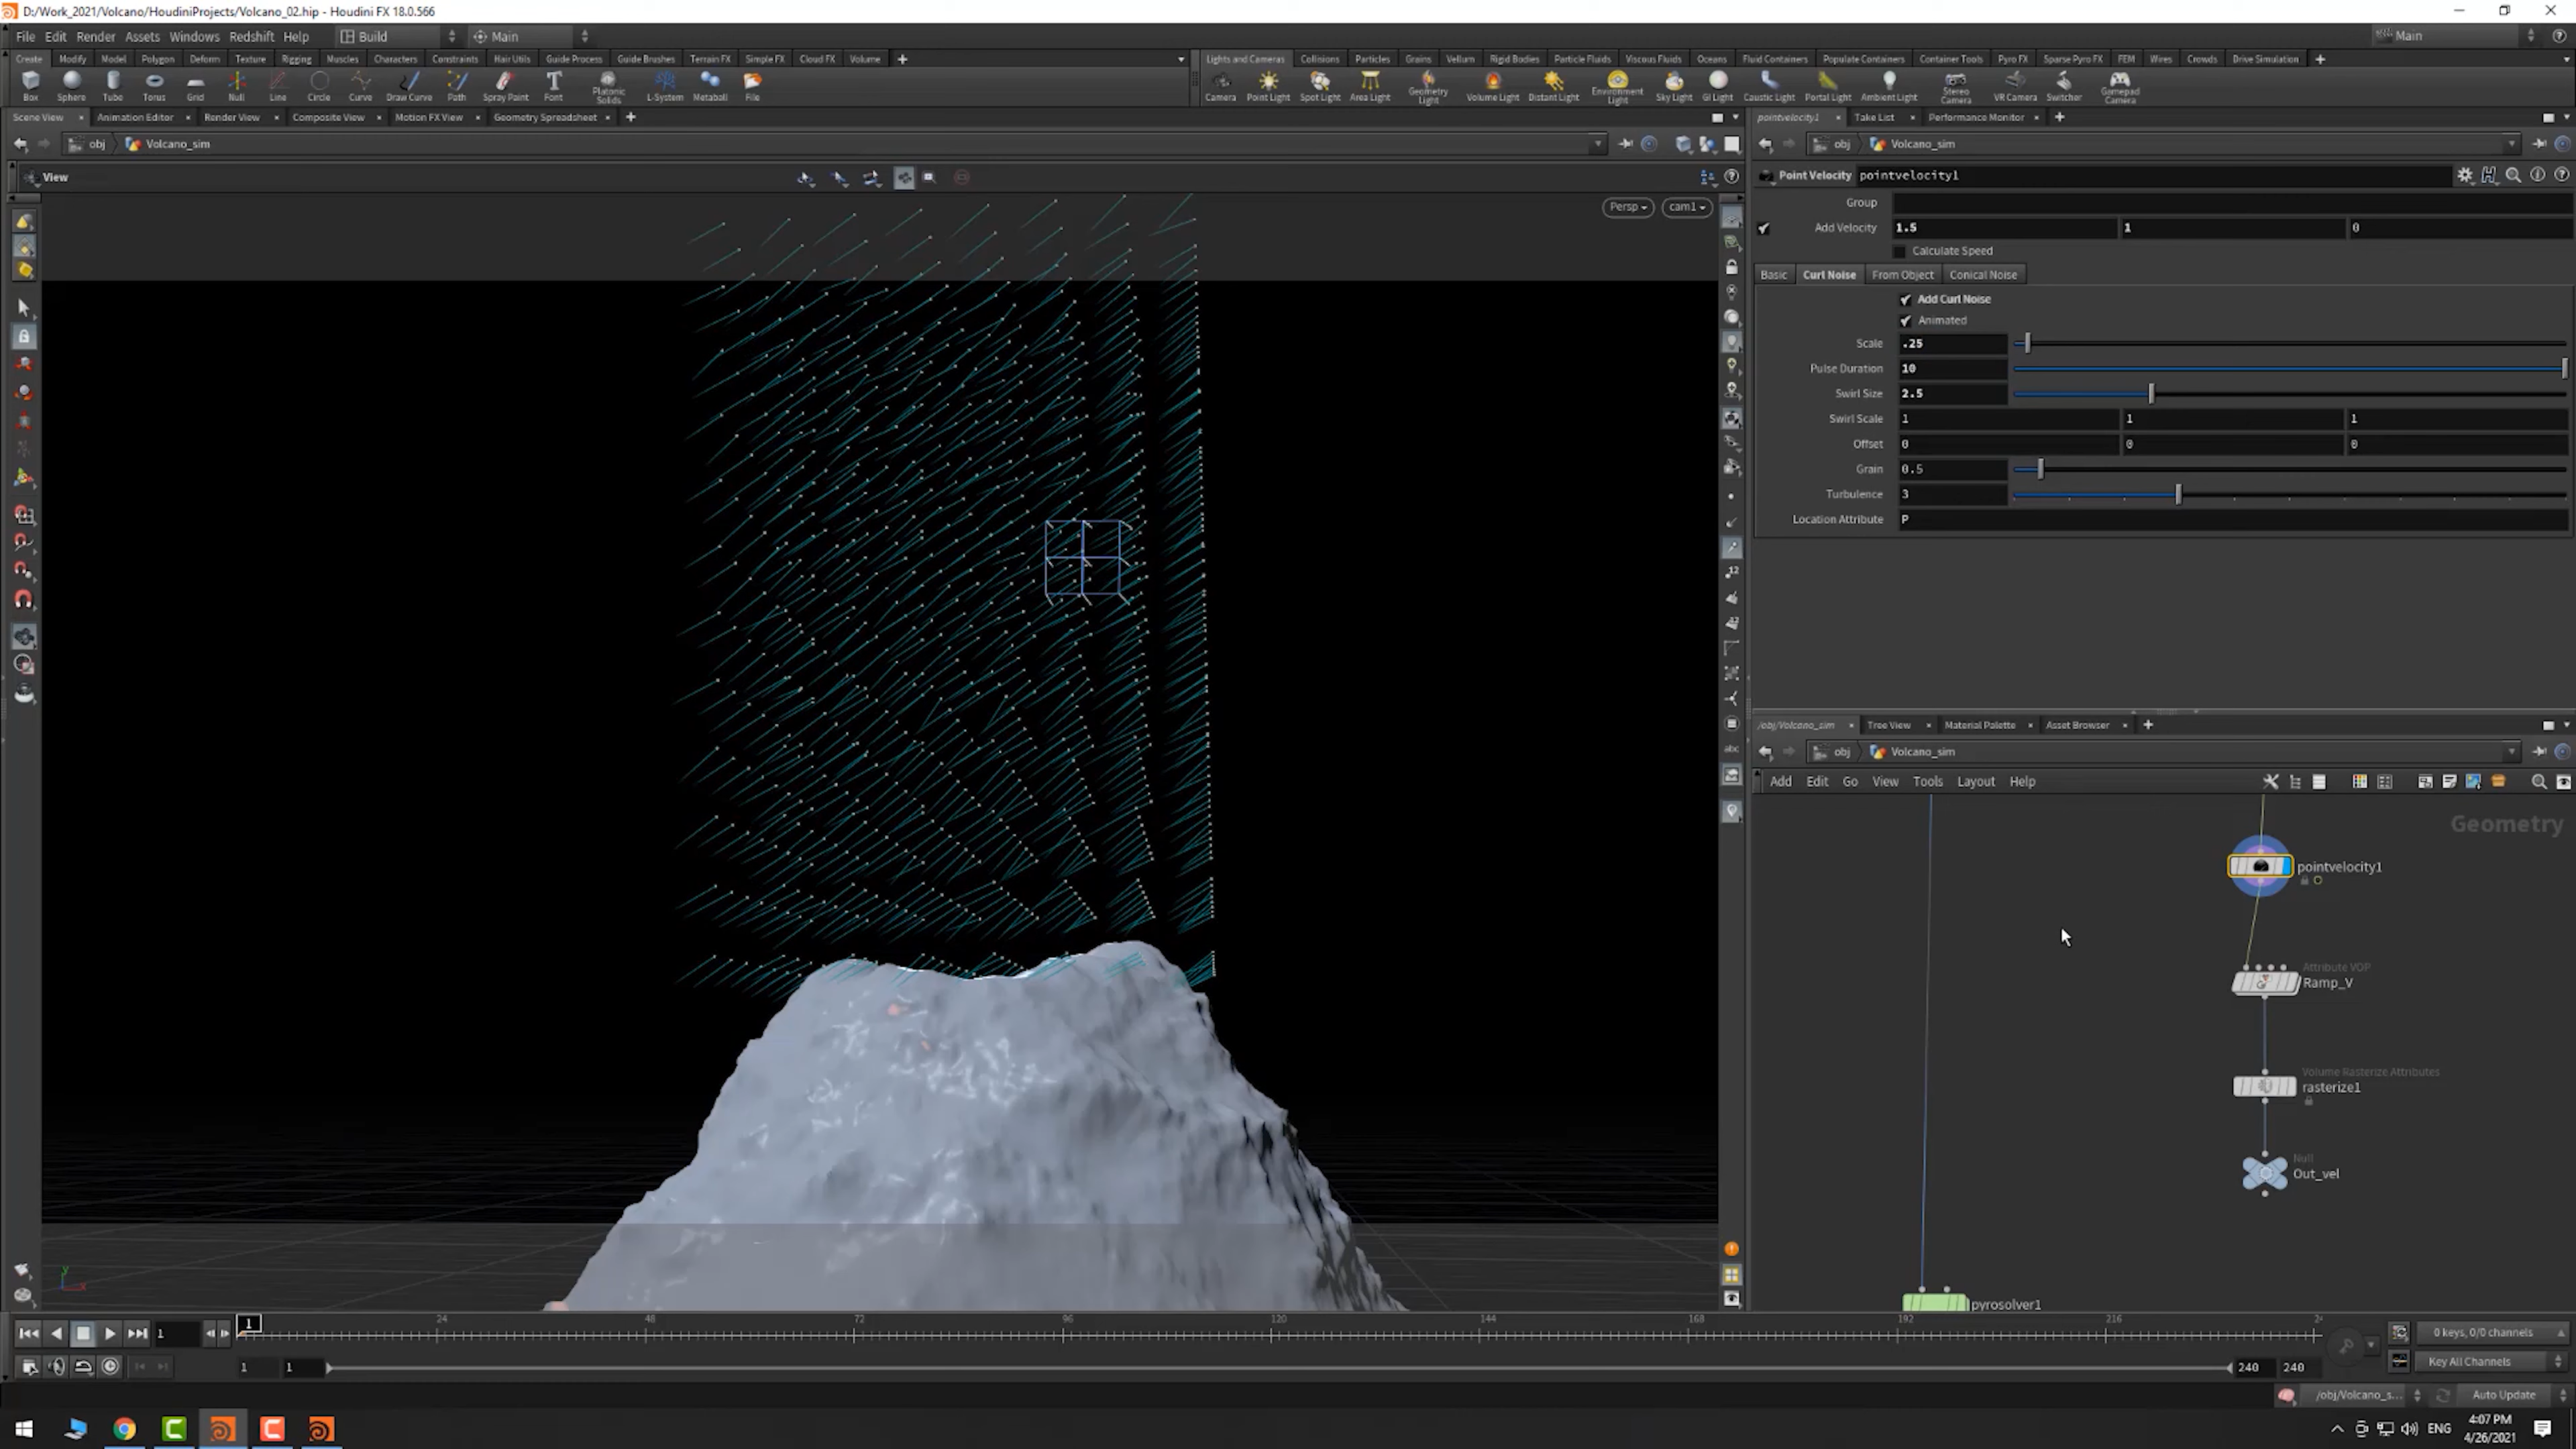 D:/Work_2021/Volcano/HoudiniProjects/Volcano_02.hip - Houdini FX 18.0.566
File Edit Render Assets Windows Redshift Help Build Main Main
Create Modify Model Polygon Deform Texture Rigging Muscles Characters Constraints Hair Utils Guide Process Guide Brushes Terrain FX Simple FX Cloud FX Volume
Lights and Cameras Collisions Particles Grains Vellum Rigid Bodies Particle Fluids Viscous Fluids Oceans Fluid Containers Populate Containers Container Tools Pyro FX Sparse Pyro FX FEM Wires Crowds Drive Simulation
Box Sphere Tube Torus Grid Null Line Circle Curve Draw Curve Path Spray Paint Font Platonic Solids L-System Metaball File
Camera Point Light Spot Light Area Light Geometry Light Volume Light Distant Light Environment Light Sky Light GI Light Caustic Light Portal Light Ambient Light Stereo Camera VR Camera Switcher Gamepad Camera
Scene View Animation Editor Render View Composite View Motion FX View Geometry Spreadsheet
pointvelocity1 Take List Performance Monitor
obj Volcano_sim
obj Volcano_sim
View
Persp cam1
Point Velocity pointvelocity1
Group
Add Velocity 1.5 1 0
Calculate Speed
Basic Curl Noise From Object Conical Noise
Add Curl Noise
Animated
Scale .25
Pulse Duration 10
Swirl Size 2.5
Swirl Scale 1 1 1
Offset 0 0 0
Grain 0.5
Turbulence 3
Location Attribute P
/obj/Volcano_sim Tree View Material Palette Asset Browser
obj Volcano_sim
Add Edit Go View Tools Layout Help
Geometry
pointvelocity1
Attribute VOP
Ramp_V
Volume Rasterize Attributes
rasterize1
Null
Out_vel
pyrosolver1
12
abc
y
x
1 1 24 48 72 96 120 144 168 192 216 24
0 keys, 0/0 channels
1 1 240 240
Key All Channels
/obj/Volcano_s... Auto Update
ENG
4:07 PM
4/26/2021